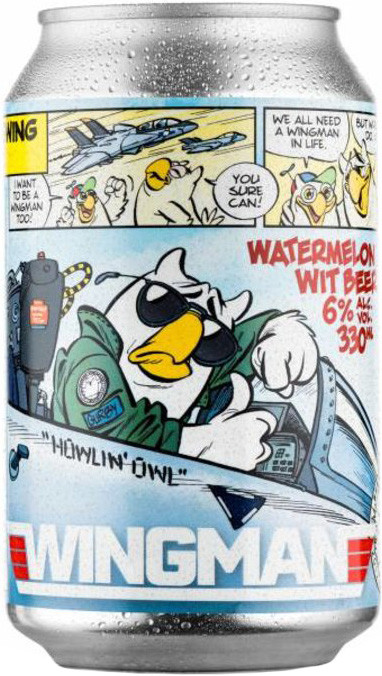 WING
I WANT
TO BE A
WINGMAN
TOO!
YOU
SURE
CAN!
WE ALL NEED
A WINGMAN
IN LIFE.
WATERMELON
WIT BEER
6% ALC.
VOL.
330ML
GURBY
"HOWLIN' OWL"
WINGMAN